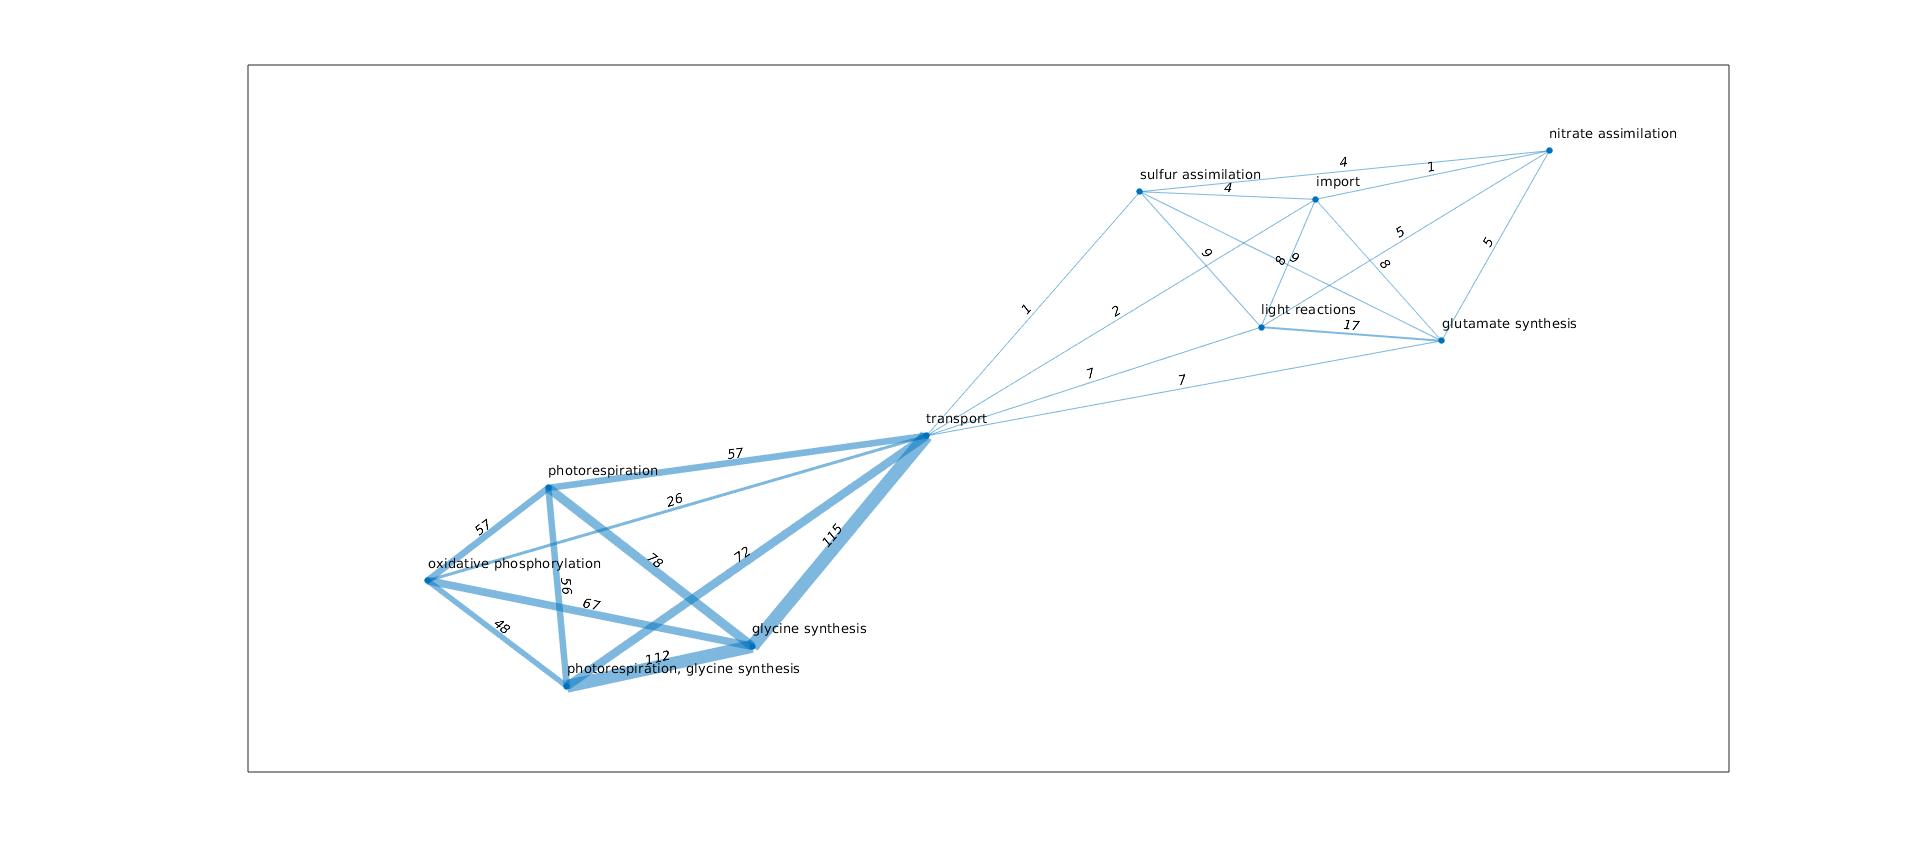 nitrate assimilation
4
1
sulfur assimilation
4
import
5
5
9
8
9
8
1
2
light reactions
17
glutamate synthesis
7
7
transport
57
photorespiration
26
57
115
72
78
oxidative phosphorylation
56
67
48
glycine synthesis
112
photorespiration, glycine synthesis